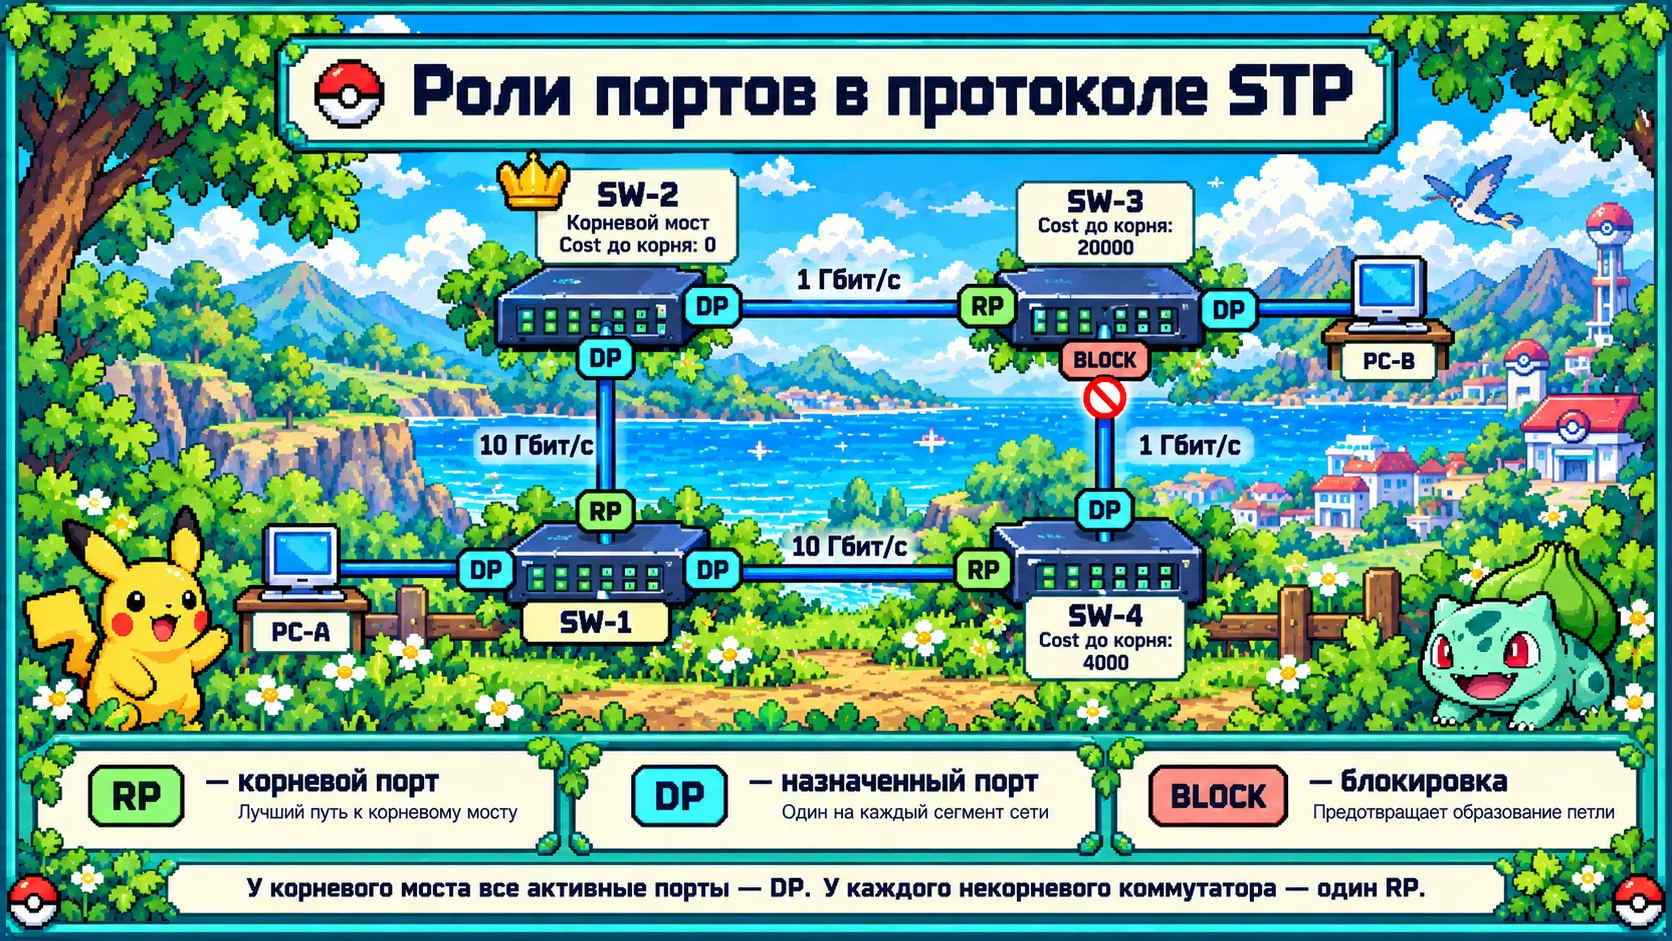 Роли портов в протоколе STP
SW-2
Корневой мост
Cost до корня: 0
SW-3
Cost до корня:
20000
1 Гбит/с
DP
RP
DP
DP
BLOCK
PC-B
10 Гбит/с
1 Гбит/с
RP
DP
10 Гбит/с
DP
DP
RP
PC-A
SW-1
SW-4
Cost до корня:
4000
RP — корневой порт
Лучший путь к корневому мосту
DP — назначенный порт
Один на каждый сегмент сети
BLOCK — блокировка
Предотвращает образование петли
У корневого моста все активные порты — DP. У каждого некорневого коммутатора — один RP.